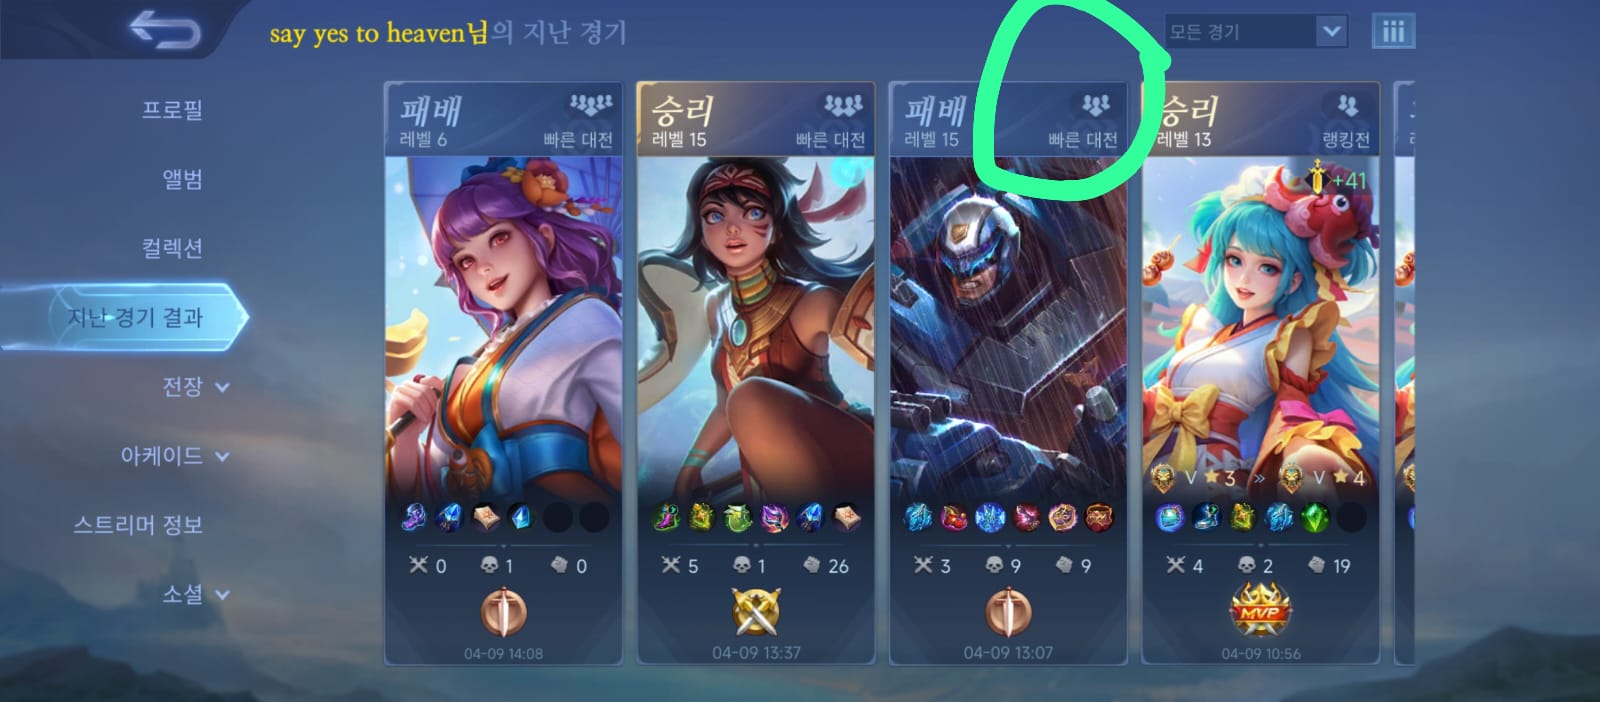 say yes to heaven님의 지난 경기
모든 경기
프로필
앨범
컬렉션
지난 경기 결과
전장
아케이드
스트리머 정보
소셜
패배
레벨 6
빠른 대전
0
1
0
04-09 14:08
승리
레벨 15
빠른 대전
5
1
26
04-09 13:37
패배
레벨 15
빠른 대전
3
9
9
04-09 13:07
승리
레벨 13
랭킹전
+41
V ★3 » V ★4
4
2
19
MVP
04-09 10:56